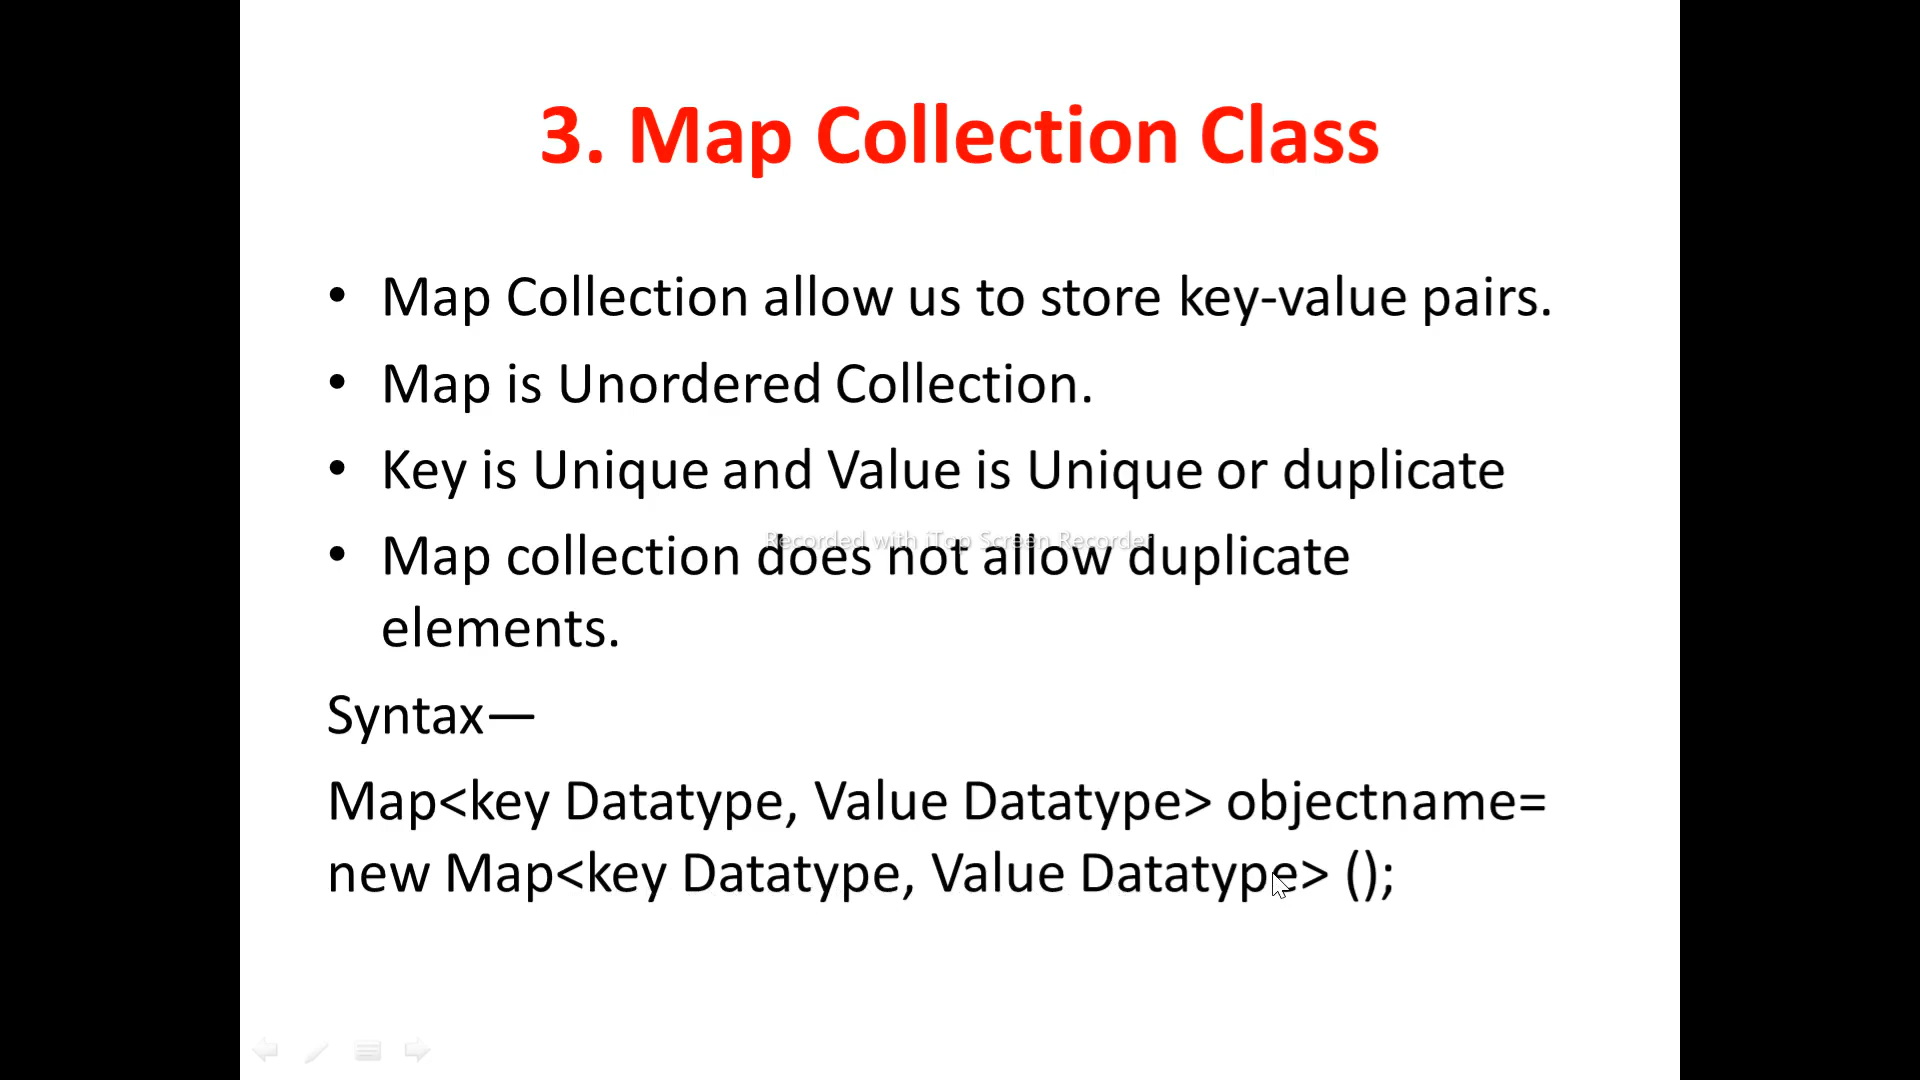 3. Map Collection Class
• Map Collection allow us to store key-value pairs.
• Map is Unordered Collection.
• Key is Unique and Value is Unique or duplicate
Recorded with iTop Screen Recorder
• Map collection does not allow duplicate
elements.
Syntax—
Map<key Datatype, Value Datatype> objectname=
new Map<key Datatype, Value Datatype> ();